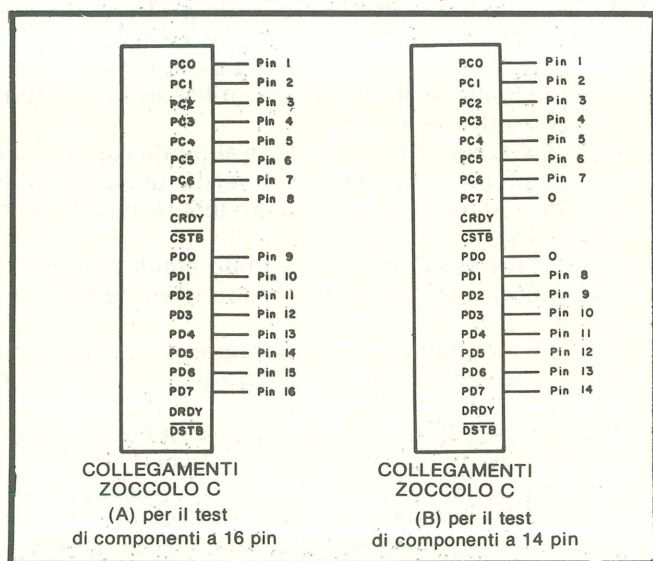 PC0 Pin 1
PC1 Pin 2
PC2 Pin 3
PC3 Pin 4
PC4 Pin 5
PC5 Pin 6
PC6 Pin 7
PC7 Pin 8
CRDY
CSTB
PD0 Pin 9
PD1 Pin 10
PD2 Pin 11
PD3 Pin 12
PD4 Pin 13
PD5 Pin 14
PD6 Pin 15
PD7 Pin 16
DRDY
DSTB
COLLEGAMENTI
ZOCCOLO C
(A) per il test
di componenti a 16 pin
PC0 Pin 1
PC1 Pin 2
PC2 Pin 3
PC3 Pin 4
PC4 Pin 5
PC5 Pin 6
PC6 Pin 7
PC7 0
CRDY
CSTB
PD0 0
PD1 Pin 8
PD2 Pin 9
PD3 Pin 10
PD4 Pin 11
PD5 Pin 12
PD6 Pin 13
PD7 Pin 14
DRDY
DSTB
COLLEGAMENTI
ZOCCOLO C
(B) per il test
di componenti a 14 pin